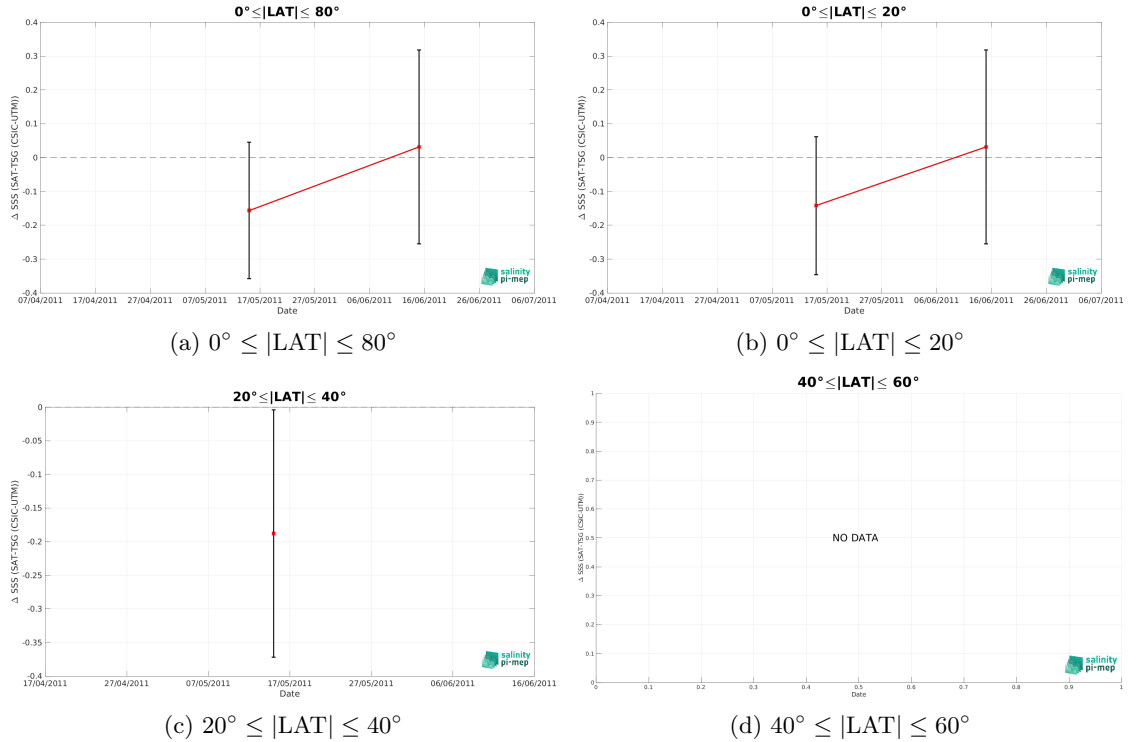 0°≤|LAT|≤ 80°
0.4
0.3
0.2
0.1
0
-0.1
-0.2
-0.3
-0.4
Δ SSS (SAT-TSG (CSIC-UTM))
07/04/2011 17/04/2011 27/04/2011 07/05/2011 17/05/2011 27/05/2011 06/06/2011 16/06/2011 26/06/2011 06/07/2011
Date
salinity
pi-mep
(a) 0° ≤ |LAT| ≤ 80°
0°≤|LAT|≤ 20°
0.4
0.3
0.2
0.1
0
-0.1
-0.2
-0.3
-0.4
Δ SSS (SAT-TSG (CSIC-UTM))
07/04/2011 17/04/2011 27/04/2011 07/05/2011 17/05/2011 27/05/2011 06/06/2011 16/06/2011 26/06/2011 06/07/2011
Date
salinity
pi-mep
(b) 0° ≤ |LAT| ≤ 20°
20°≤|LAT|≤ 40°
0
-0.05
-0.1
-0.15
-0.2
-0.25
-0.3
-0.35
-0.4
Δ SSS (SAT-TSG (CSIC-UTM))
17/04/2011 27/04/2011 07/05/2011 17/05/2011 27/05/2011 06/06/2011 16/06/2011
Date
salinity
pi-mep
(c) 20° ≤ |LAT| ≤ 40°
40°≤|LAT|≤ 60°
1
0.9
0.8
0.7
0.6
0.5
0.4
0.3
0.2
0.1
0
Δ SSS (SAT-TSG (CSIC-UTM))
NO DATA
0 0.1 0.2 0.3 0.4 0.5 0.6 0.7 0.8 0.9 1
Date
salinity
pi-mep
(d) 40° ≤ |LAT| ≤ 60°